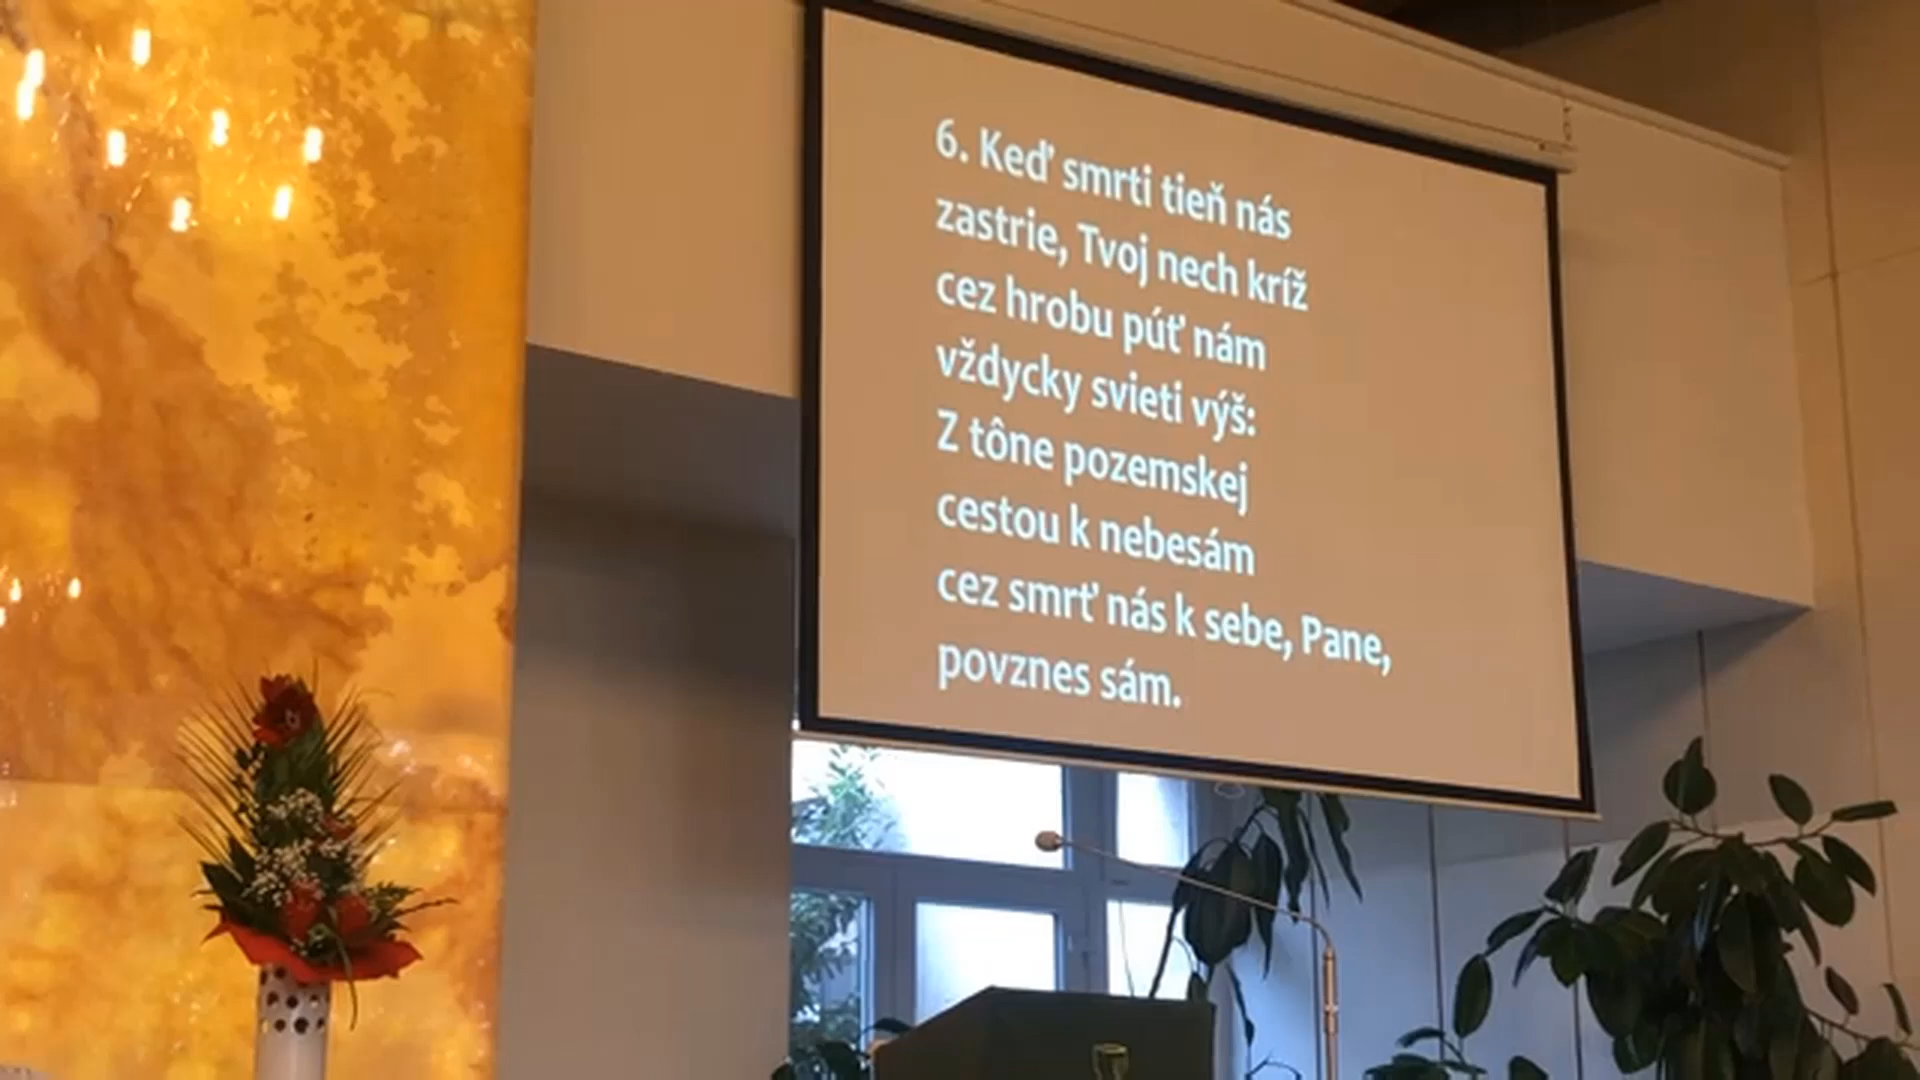 6. Keď smrti tieň nás
zastrie, Tvoj nech kríž
cez hrobu púť nám
vždycky svieti výš:
Z tône pozemskej
cestou k nebesám
cez smrť nás k sebe, Pane,
povznes sám.